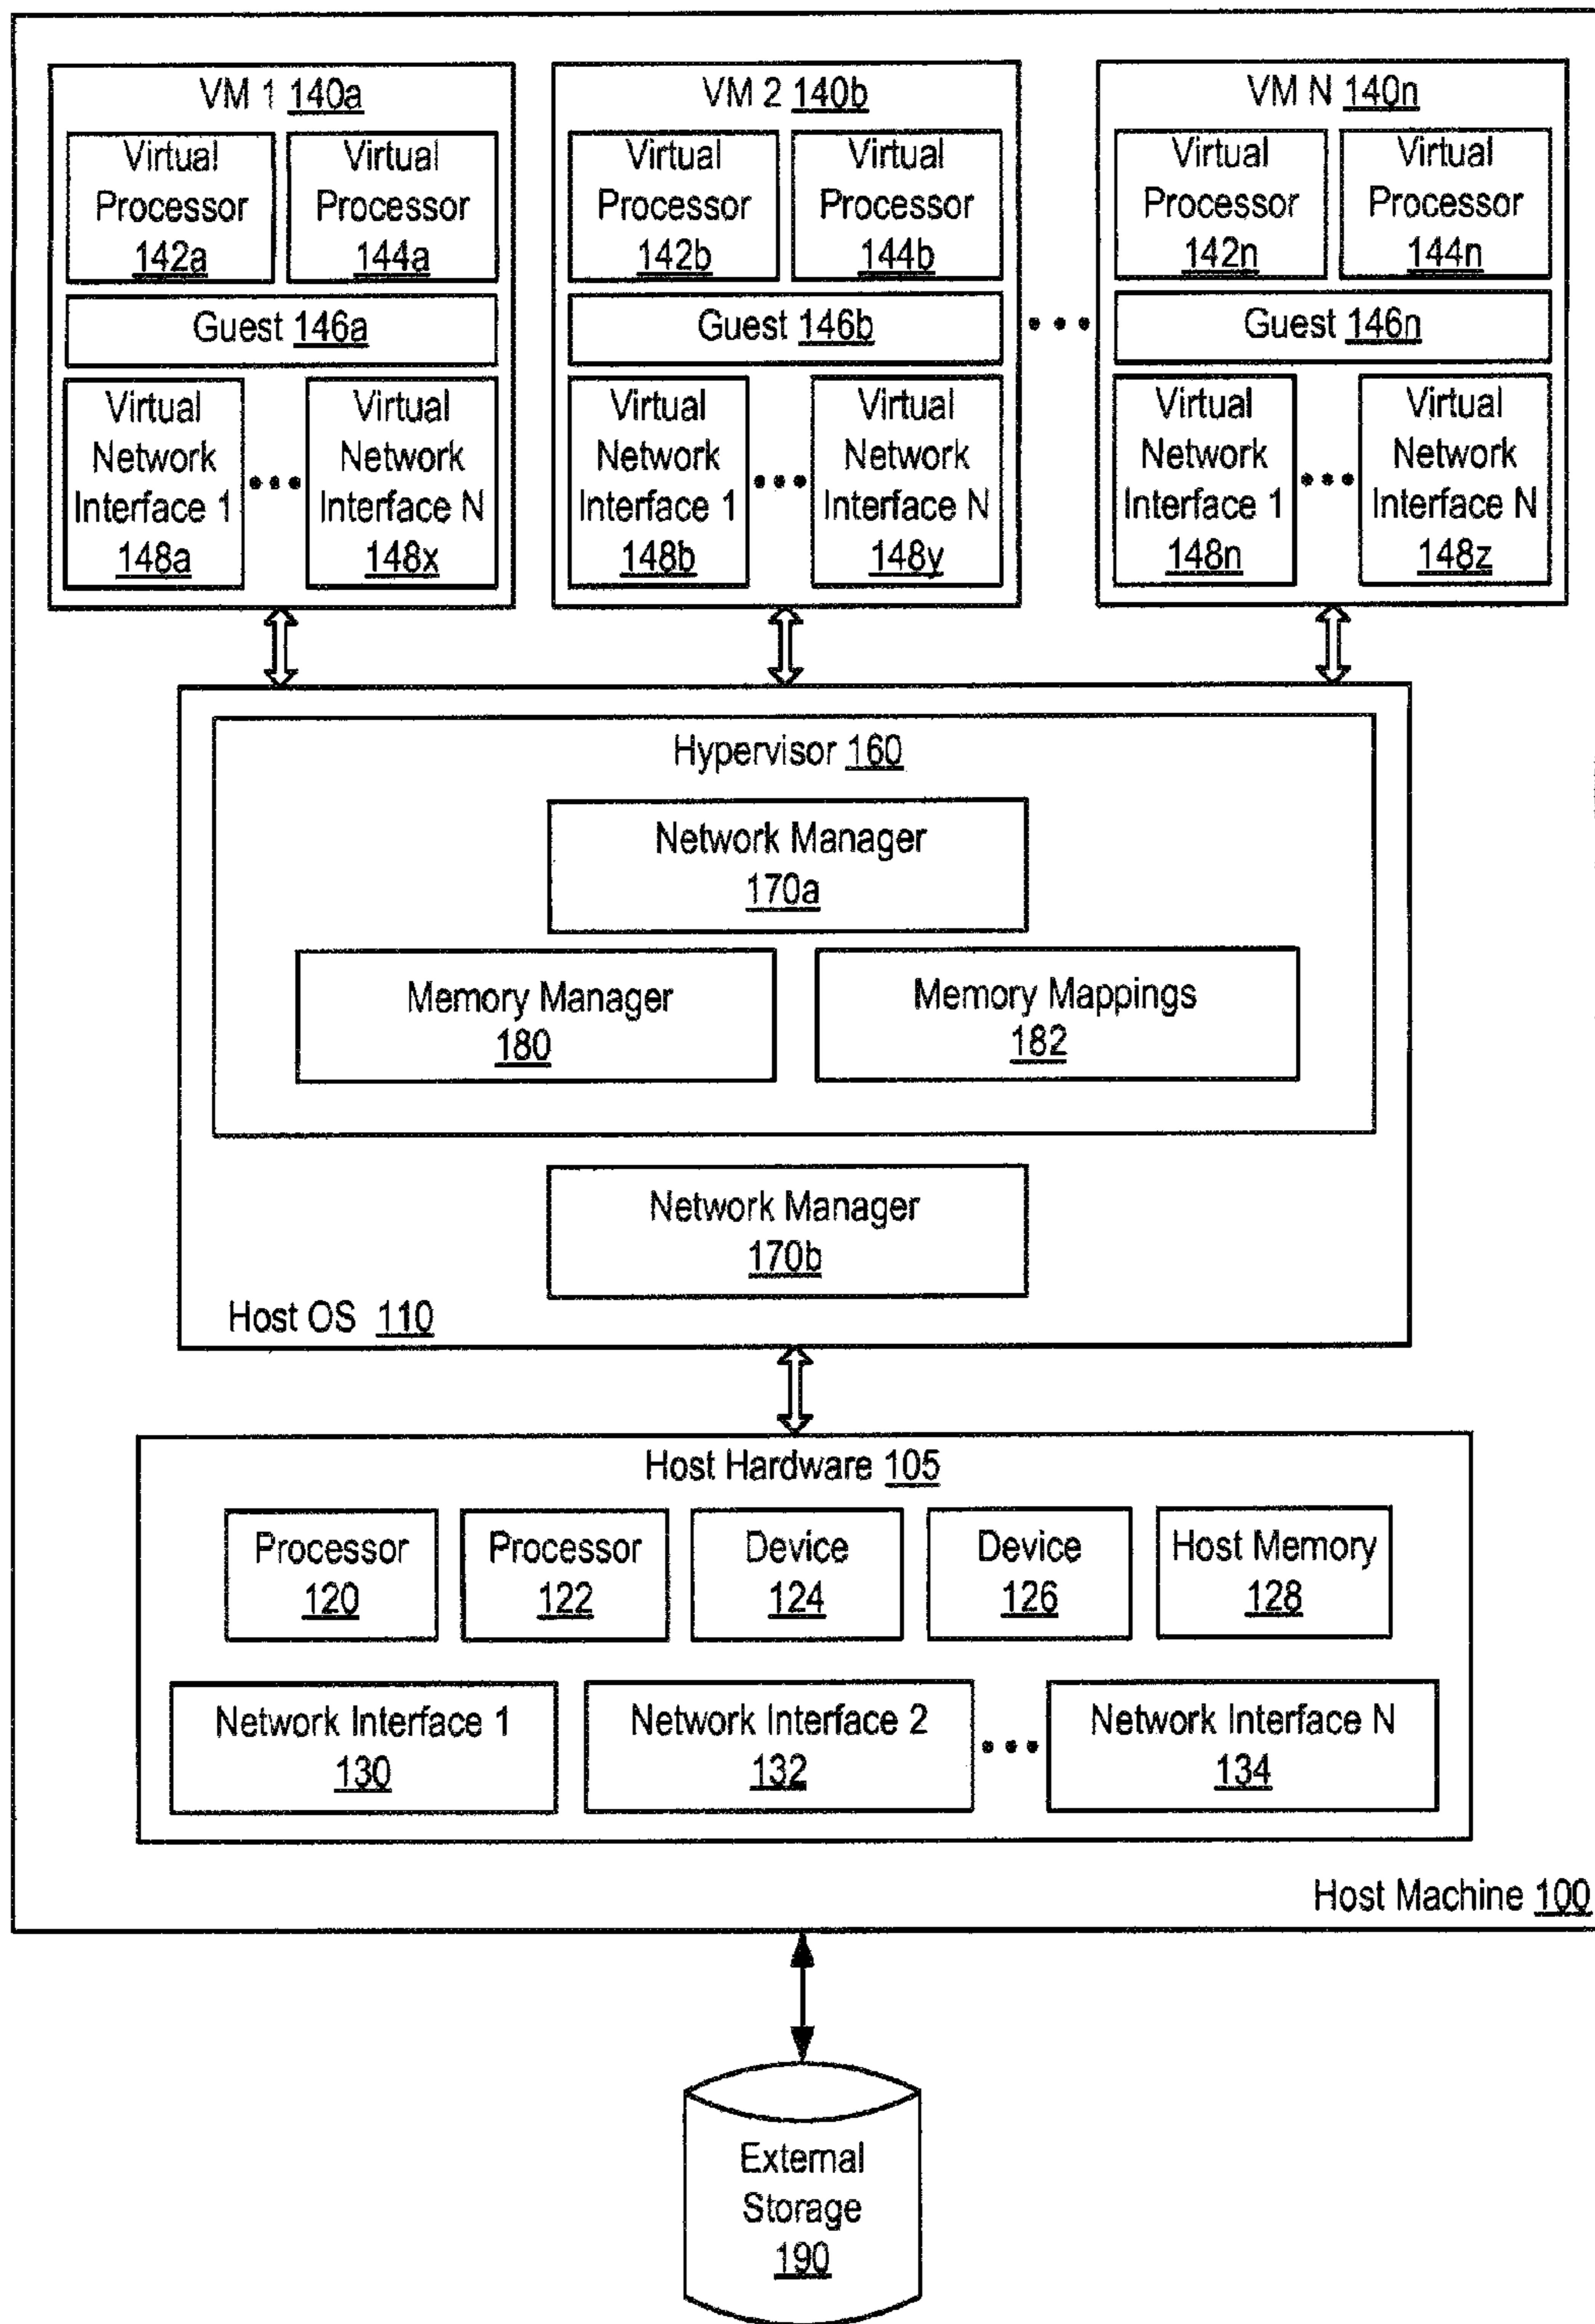 VM 1 140a
Virtual
Processor
142a
Virtual
Processor
144a
Guest 146a
Virtual
Network
Interface 1
148a
•••
Virtual
Network
Interface N
148x
VM 2 140b
Virtual
Processor
142b
Virtual
Processor
144b
Guest 146b
Virtual
Network
Interface 1
148b
•••
Virtual
Network
Interface N
148y
•••
VM N 140n
Virtual
Processor
142n
Virtual
Processor
144n
Guest 146n
Virtual
Network
Interface 1
148n
•••
Virtual
Network
Interface N
148z
Hypervisor 160
Network Manager
170a
Memory Manager
180
Memory Mappings
182
Network Manager
170b
Host OS 110
Host Hardware 105
Processor
120
Processor
122
Device
124
Device
126
Host Memory
128
Network Interface 1
130
Network Interface 2
132
•••
Network Interface N
134
Host Machine 100
External
Storage
190